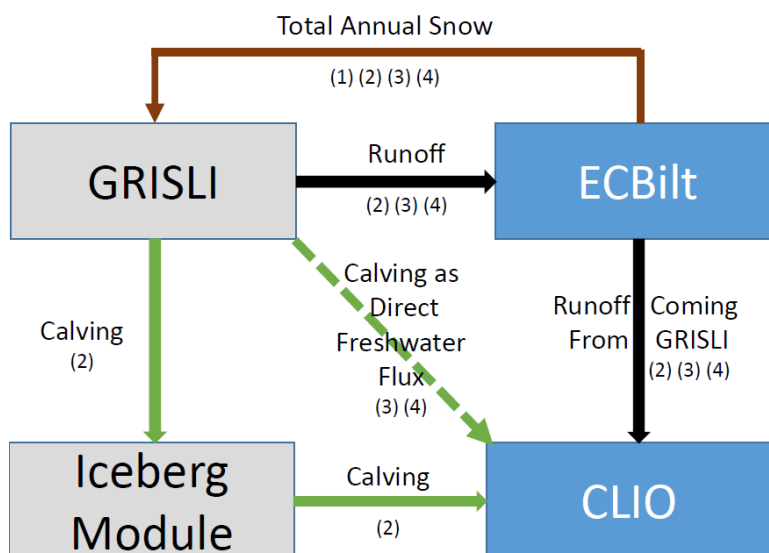 Total Annual Snow
(1) (2) (3) (4)
GRISLI
Runoff
(2) (3) (4)
ECBilt
Calving
(2)
Calving as
Direct
Freshwater
Flux
(3) (4)
Runoff Coming
From GRISLI
(2) (3) (4)
Iceberg
Module
Calving
(2)
CLIO